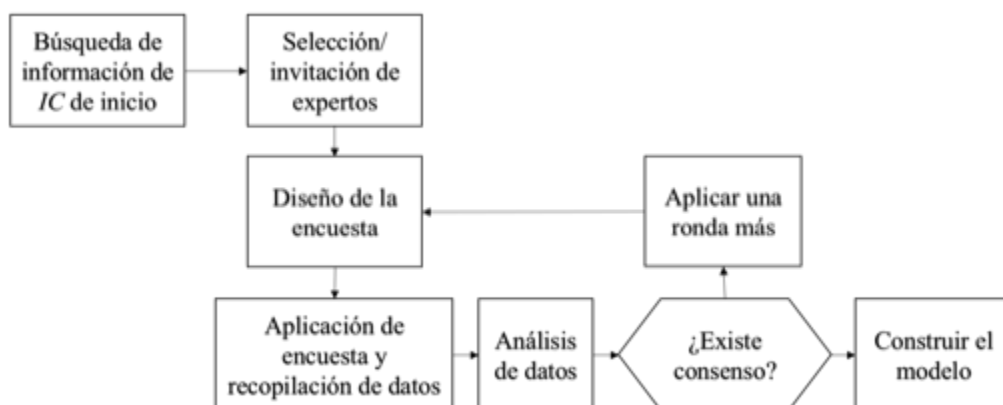 Búsqueda de
información de
IC de inicio
Selección/
invitación de
expertos
Diseño de la
encuesta
Aplicar una
ronda más
Aplicación de
encuesta y
recopilación de datos
Análisis
de datos
¿Existe
consenso?
Construir el
modelo